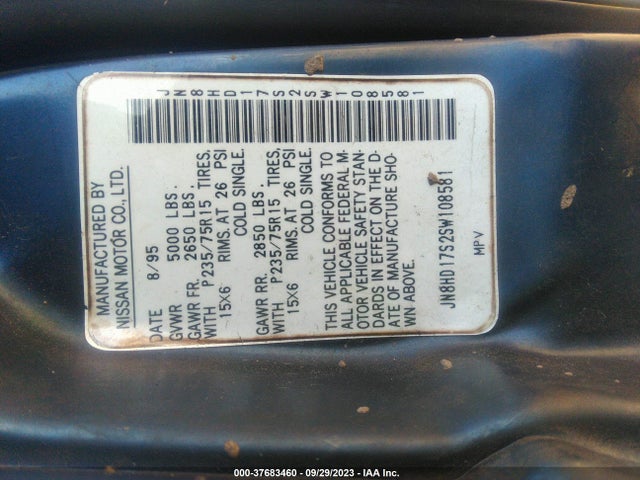 MANUFACTURED BY
NISSAN MOTOR CO., LTD.
DATE 8/95
GVWR 5000 LBS.
GAWR FR. 2650 LBS.
WITH P235/75R15 TIRES,
15X6 RIMS. AT 26 PSI
COLD SINGLE.
GAWR RR. 2850 LBS.
WITH P235/75R15 TIRES,
15X6 RIMS. AT 26 PSI
COLD SINGLE.
THIS VEHICLE CONFORMS TO
ALL APPLICABLE FEDERAL M-
OTOR VEHICLE SAFETY STAN-
DARDS IN EFFECT ON THE D-
ATE OF MANUFACTURE SHO-
WN ABOVE.
JN8HD17S2SW108581
JN8HD17S2SW108581
MPV
000-37683460 - 09/29/2023 - IAA Inc.